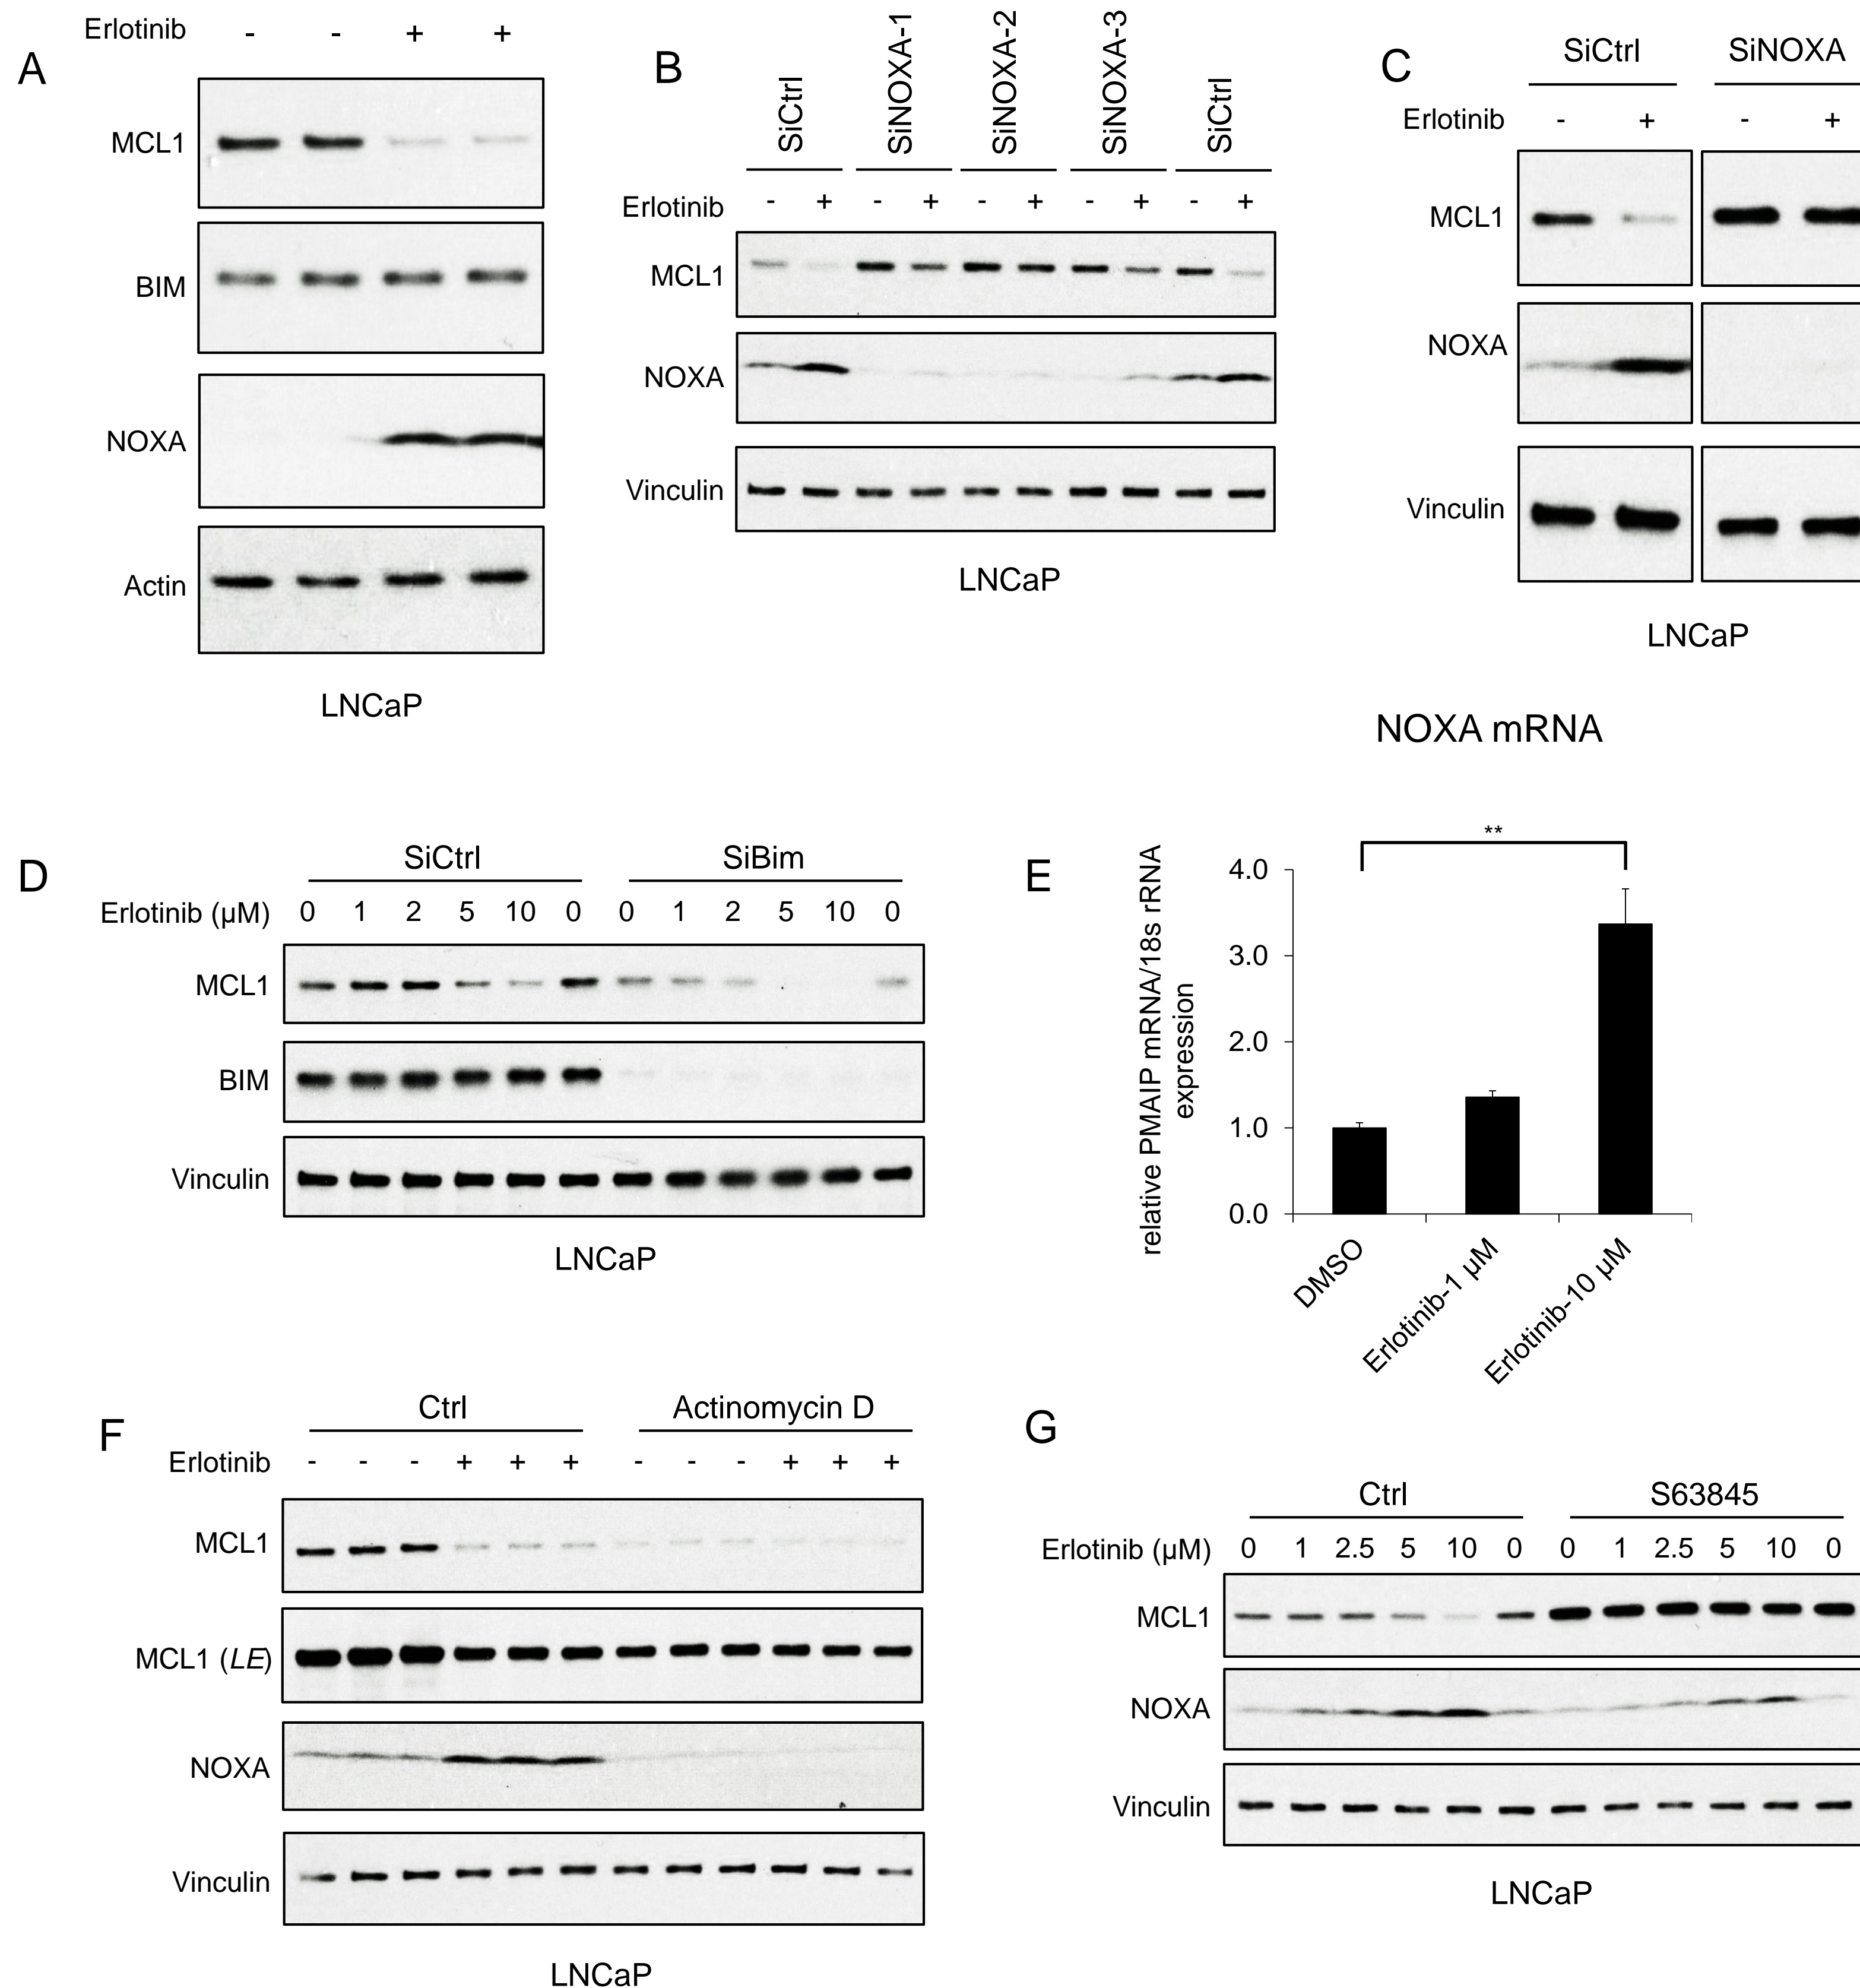 A
Erlotinib - - + +
MCL1
BIM
NOXA
Actin
LNCaP
B
SiCtrl SiNOXA-1 SiNOXA-2 SiNOXA-3 SiCtrl
Erlotinib - + - + - + - + - +
MCL1
NOXA
Vinculin
LNCaP
C
SiCtrl SiNOXA
Erlotinib - + - +
MCL1
NOXA
Vinculin
LNCaP
D
SiCtrl SiBim
Erlotinib (µM) 0 1 2 5 10 0 0 1 2 5 10 0
MCL1
BIM
Vinculin
LNCaP
NOXA mRNA
E
relative PMAIP mRNA/18s rRNA
expression
**
4.0
3.0
2.0
1.0
0.0
DMSO
Erlotinib-1 µM
Erlotinib-10 µM
F
Ctrl Actinomycin D
Erlotinib - - - + + + - - - + + +
MCL1
MCL1 (LE)
NOXA
Vinculin
LNCaP
G
Ctrl S63845
Erlotinib (µM) 0 1 2.5 5 10 0 0 1 2.5 5 10 0
MCL1
NOXA
Vinculin
LNCaP